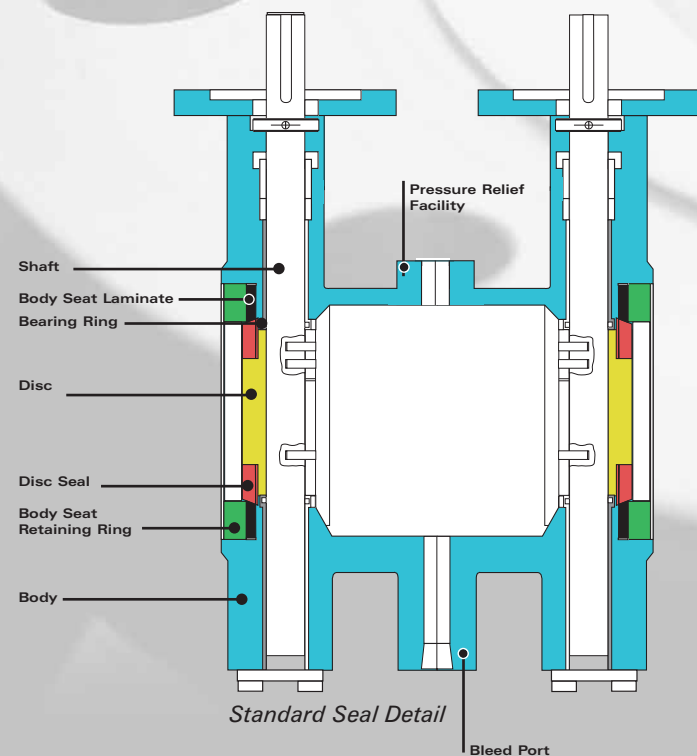 Pressure Relief
Facility
Shaft
Body Seat Laminate
Bearing Ring
Disc
Disc Seal
Body Seat
Retaining Ring
Body
Standard Seal Detail
Bleed Port